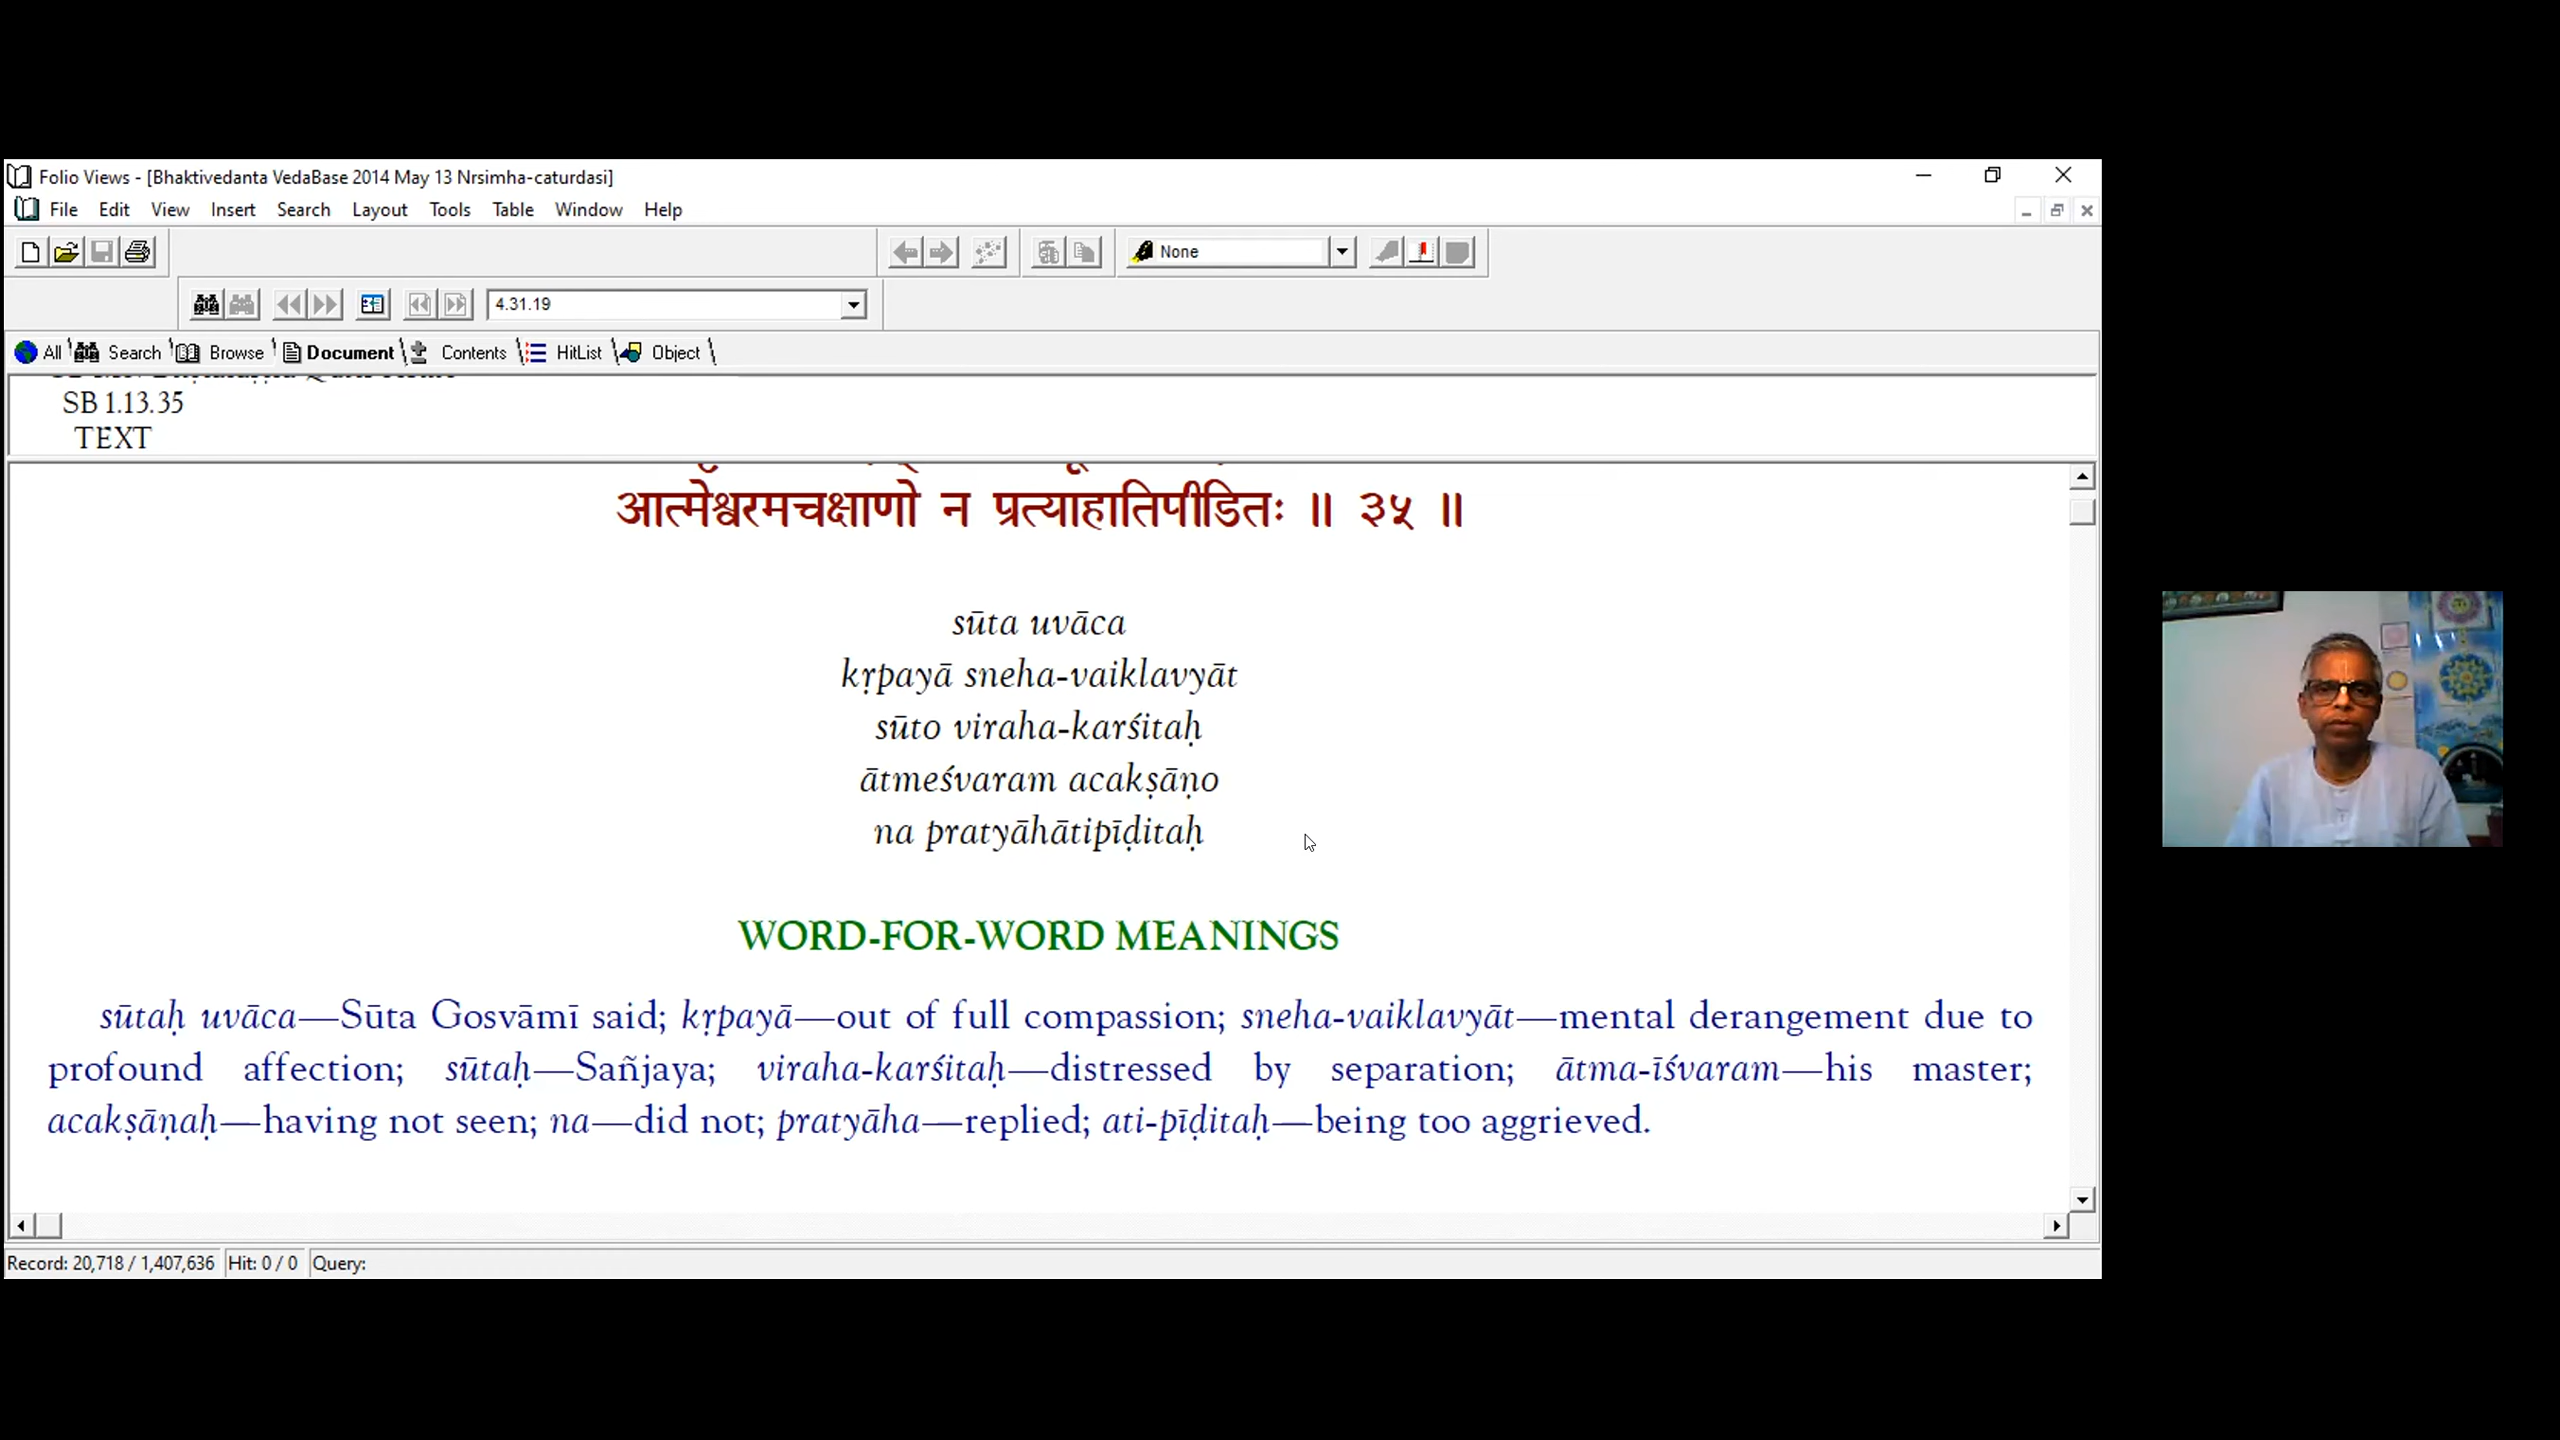 Folio Views - [Bhaktivedanta VedaBase 2014 May 13 Nrsimha-caturdasi]
File Edit View Insert Search Layout Tools Table Window Help
None
4.31.19
All Search Browse Document Contents HitList Object
SB 1.13.35
TEXT
आत्मेश्वरमचक्षाणो न प्रत्याहातिपीडितः ॥ ३५ ॥
sūta uvāca
kṛpayā sneha-vaiklavyāt
sūto viraha-karśitaḥ
ātmeśvaram acakṣāṇo
na pratyāhātipīḍitaḥ
WORD-FOR-WORD MEANINGS
sūtaḥ uvāca—Sūta Gosvāmī said; kṛpayā—out of full compassion; sneha-vaiklavyāt—mental derangement due to
profound affection; sūtaḥ—Sañjaya; viraha-karśitaḥ—distressed by separation; ātma-īśvaram—his master;
acakṣāṇaḥ—having not seen; na—did not; pratyāha—replied; ati-pīḍitaḥ—being too aggrieved.
Record: 20,718 / 1,407,636 Hit: 0 / 0 Query: